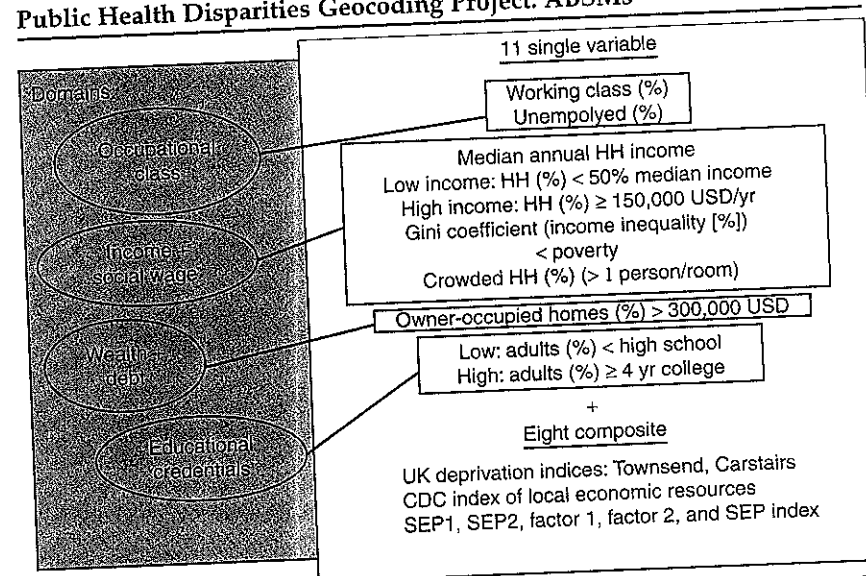 Public Health Disparities Geocoding Project: ABSMs
Domains
Occupational
class
Income +
social wage
Wealth +
debt
Educational
credentials
11 single variable
Working class (%)
Unempolyed (%)
Median annual HH income
Low income: HH (%) < 50% median income
High income: HH (%) ≥ 150,000 USD/yr
Gini coefficient (income inequality [%])
< poverty
Crowded HH (%) (> 1 person/room)
Owner-occupied homes (%) > 300,000 USD
Low: adults (%) < high school
High: adults (%) ≥ 4 yr college
+
Eight composite
UK deprivation indices: Townsend, Carstairs
CDC index of local economic resources
SEP1, SEP2, factor 1, factor 2, and SEP index